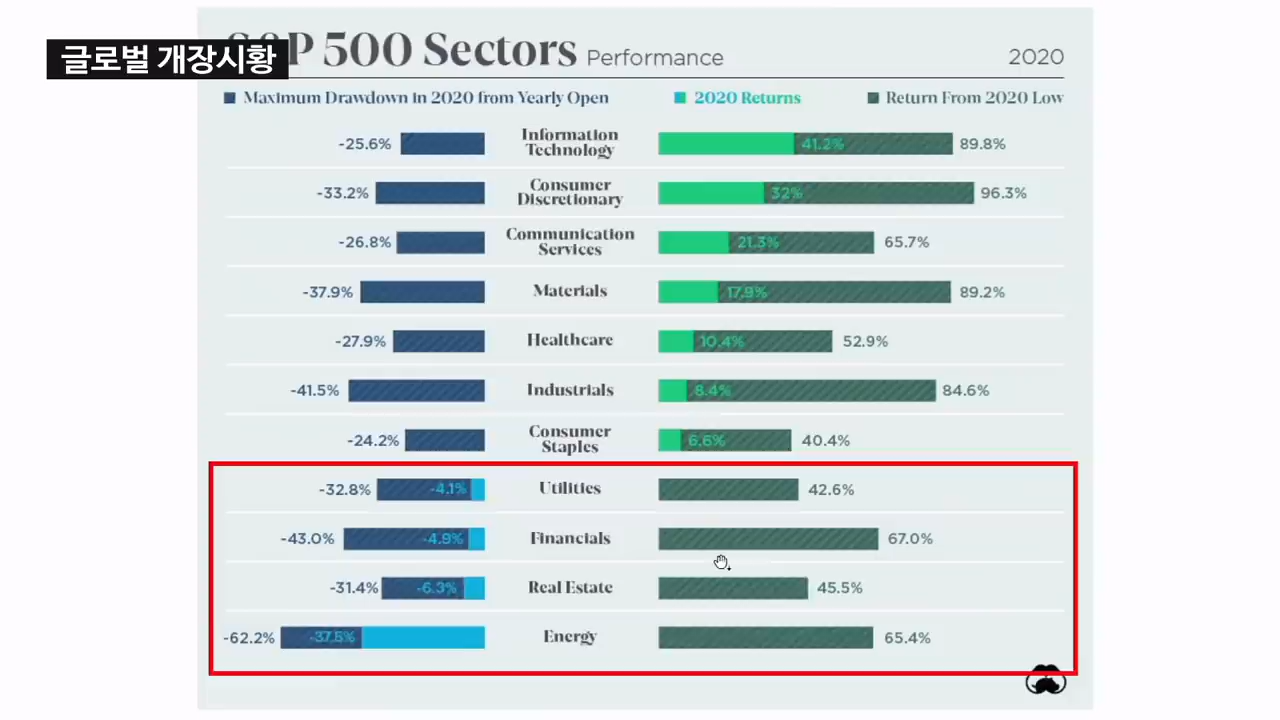 글로벌 개장시황
P 500 Sectors Performance 2020
Maximum Drawdown in 2020 from Yearly Open 2020 Returns Return From 2020 Low
-25.6% Information Technology 41.2% 89.8%
-33.2% Consumer Discretionary 32% 96.3%
-26.8% Communication Services 21.3% 65.7%
-37.9% Materials 17.9% 89.2%
-27.9% Healthcare 10.4% 52.9%
-41.5% Industrials 8.4% 84.6%
-24.2% Consumer Staples 6.6% 40.4%
-32.8% -4.1% Utilities 42.6%
-43.0% -4.9% Financials 67.0%
-31.4% -6.3% Real Estate 45.5%
-62.2% Energy 65.4%